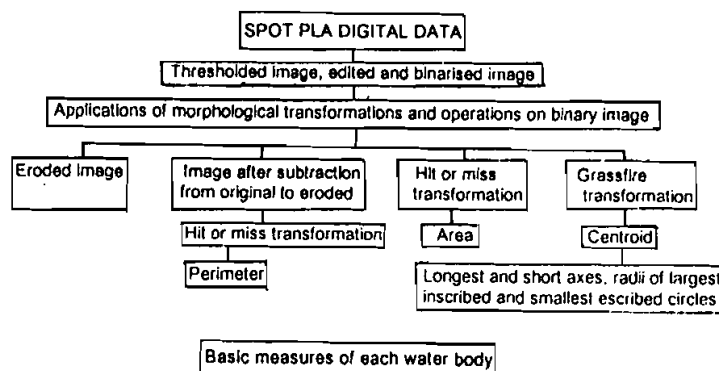 SPOT PLA DIGITAL DATA
Thresholded image, edited and binarised image
Applications of morphological transformations and operations on binary image
Eroded image
Image after subtraction
from original to eroded
Hit or miss
transformation
Grassfire
transformation
Hit or miss transformation
Area
Centroid
Perimeter
Longest and short axes, radii of largest
inscribed and smallest escribed circles
Basic measures of each water body